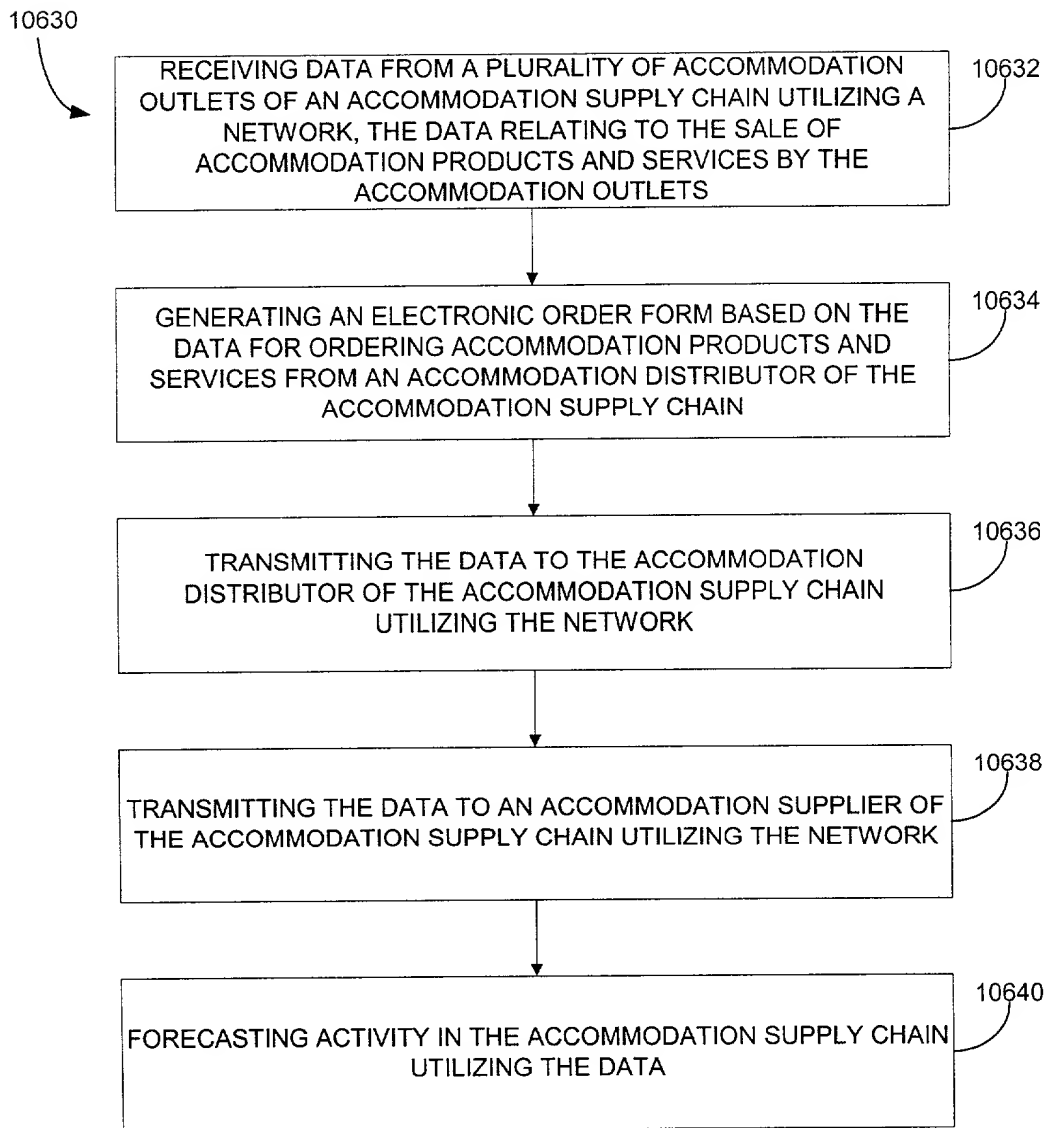 10630
RECEIVING DATA FROM A PLURALITY OF ACCOMMODATION
OUTLETS OF AN ACCOMMODATION SUPPLY CHAIN UTILIZING A
NETWORK, THE DATA RELATING TO THE SALE OF
ACCOMMODATION PRODUCTS AND SERVICES BY THE
ACCOMMODATION OUTLETS
10632
GENERATING AN ELECTRONIC ORDER FORM BASED ON THE
DATA FOR ORDERING ACCOMMODATION PRODUCTS AND
SERVICES FROM AN ACCOMMODATION DISTRIBUTOR OF THE
ACCOMMODATION SUPPLY CHAIN
10634
TRANSMITTING THE DATA TO THE ACCOMMODATION
DISTRIBUTOR OF THE ACCOMMODATION SUPPLY CHAIN
UTILIZING THE NETWORK
10636
TRANSMITTING THE DATA TO AN ACCOMMODATION SUPPLIER OF
THE ACCOMMODATION SUPPLY CHAIN UTILIZING THE NETWORK
10638
FORECASTING ACTIVITY IN THE ACCOMMODATION SUPPLY CHAIN
UTILIZING THE DATA
10640